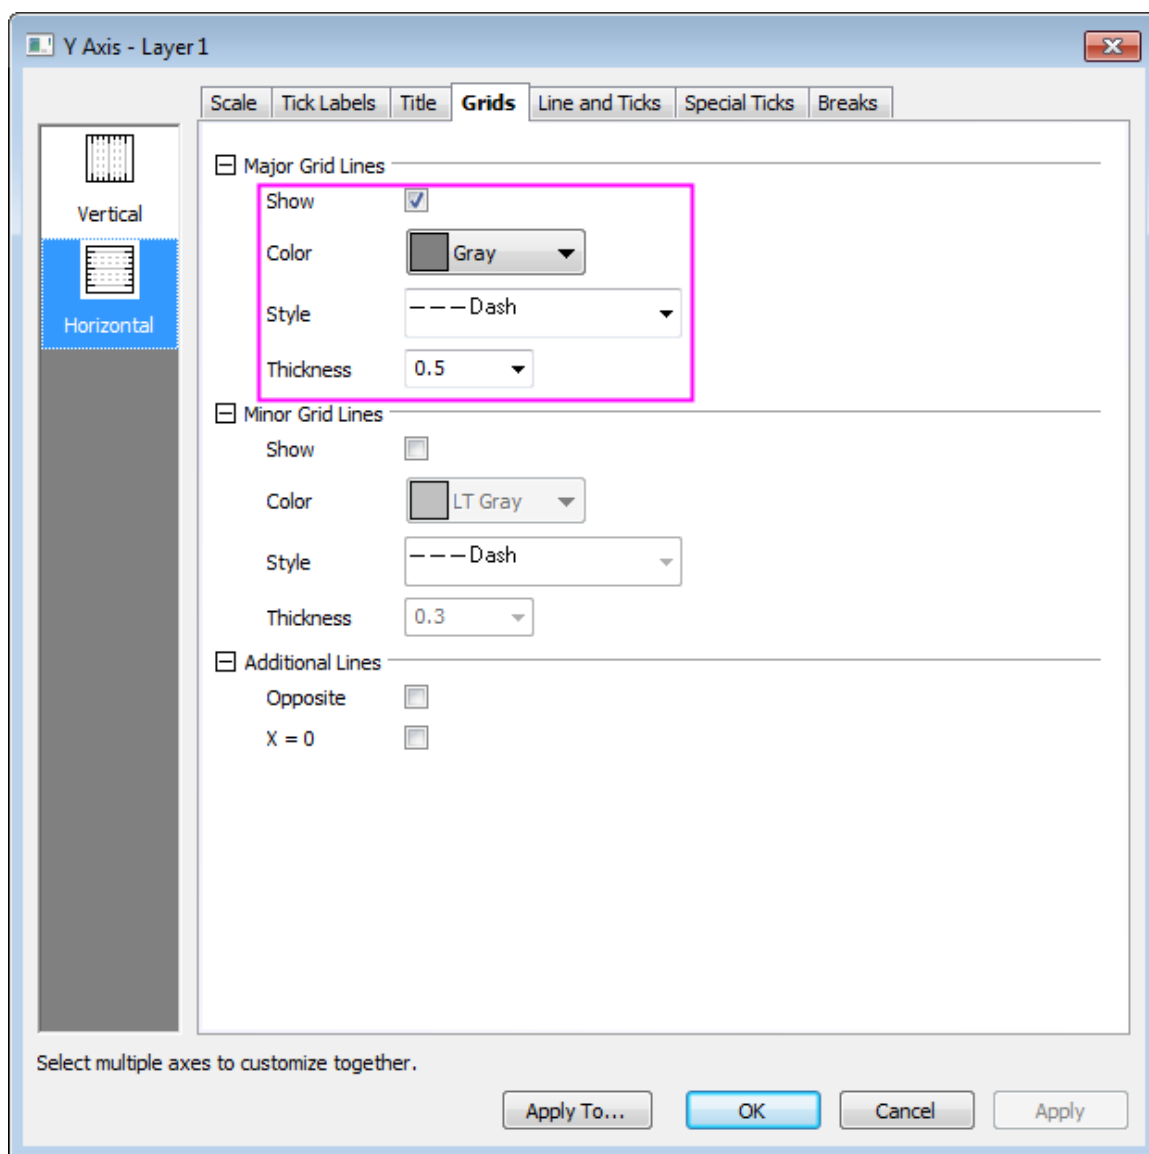 Y Axis - Layer1
Scale Tick Labels Title Grids Line and Ticks Special Ticks Breaks
Vertical
Horizontal
Major Grid Lines
Show
Color Gray
Style Dash
Thickness 0.5
Minor Grid Lines
Show
Color LT Gray
Style Dash
Thickness 0.3
Additional Lines
Opposite
X = 0
Select multiple axes to customize together.
Apply To... OK Cancel Apply